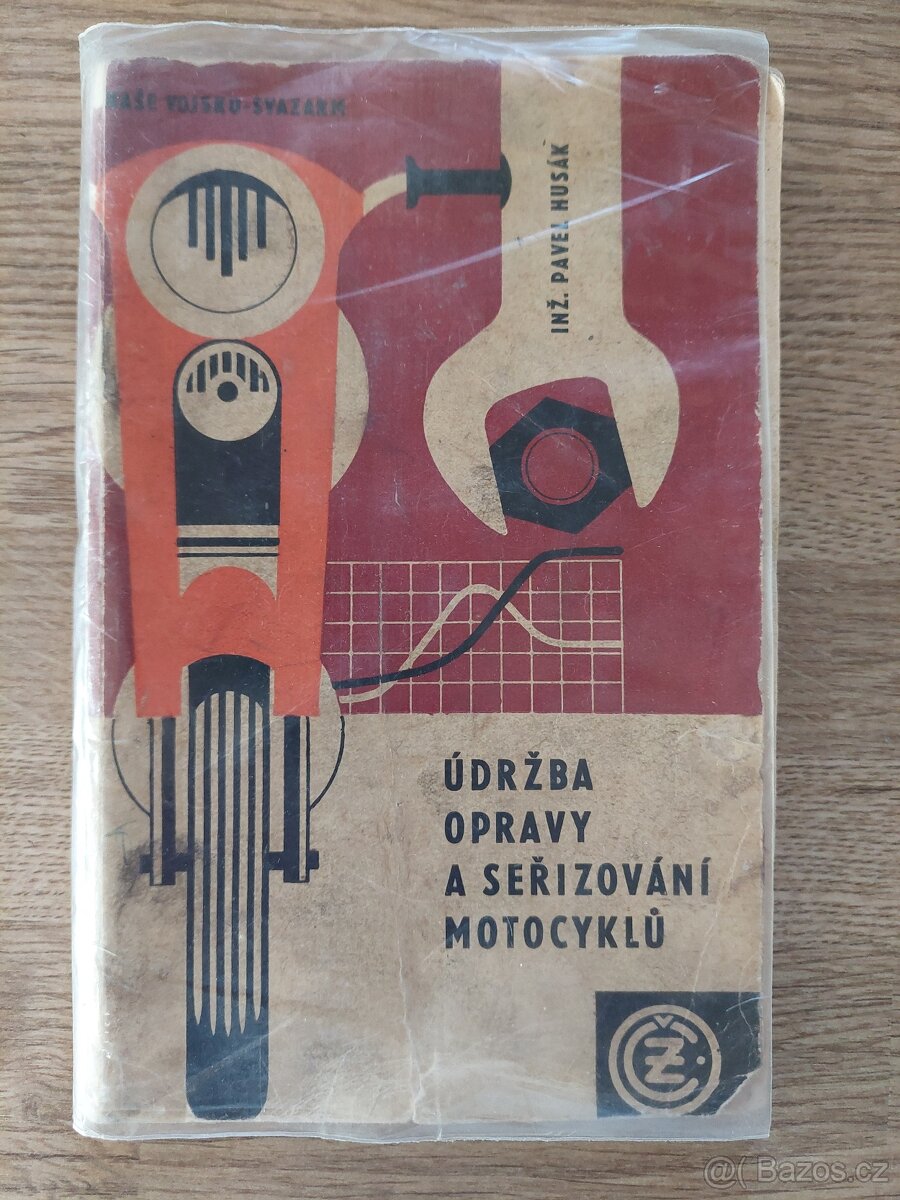 NAŠE VOJSKO-SVAZARM
INŽ. PAVEL HUSÁK
ÚDRŽBA
OPRAVY
A SEŘIZOVÁNÍ
MOTOCYKLŮ
ČZ
@( Bazos.cz